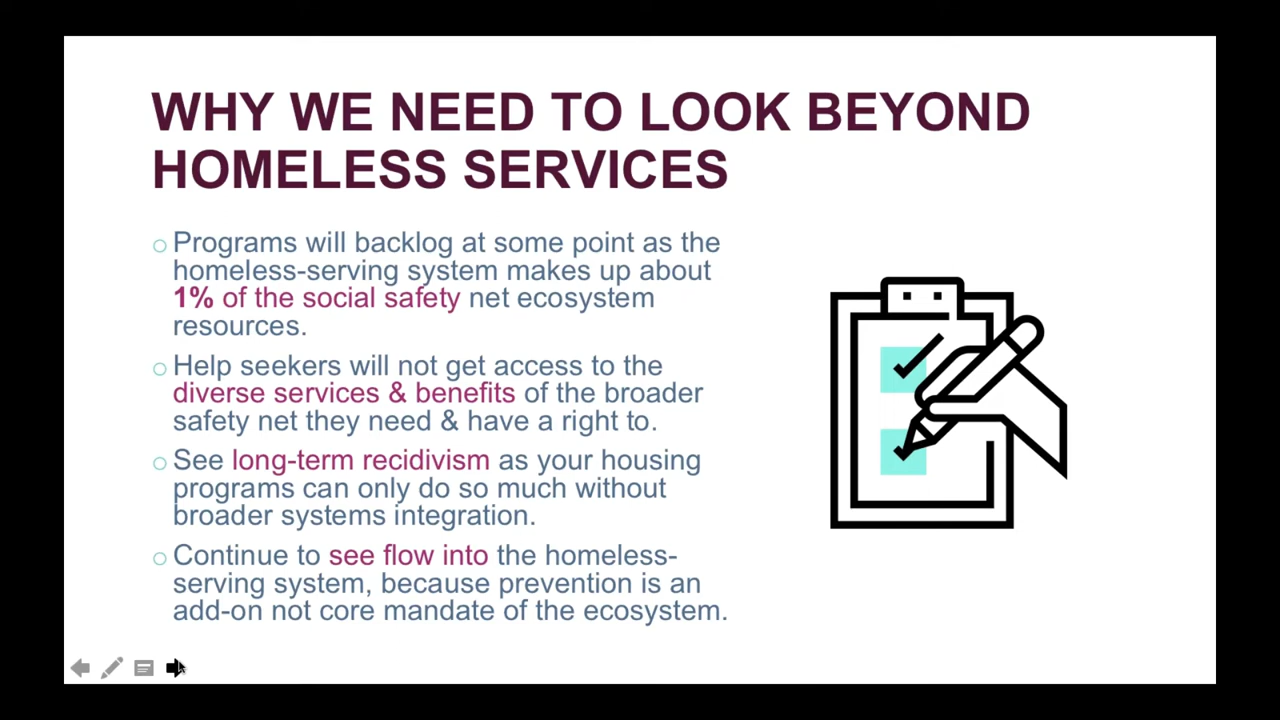 WHY WE NEED TO LOOK BEYOND
HOMELESS SERVICES
Programs will backlog at some point as the
homeless-serving system makes up about
1% of the social safety net ecosystem
resources.
Help seekers will not get access to the
diverse services & benefits of the broader
safety net they need & have a right to.
See long-term recidivism as your housing
programs can only do so much without
broader systems integration.
Continue to see flow into the homeless-
serving system, because prevention is an
add-on not core mandate of the ecosystem.